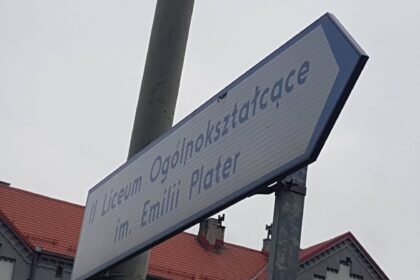 II Liceum Ogólnokształcące
im. Emilii Plater